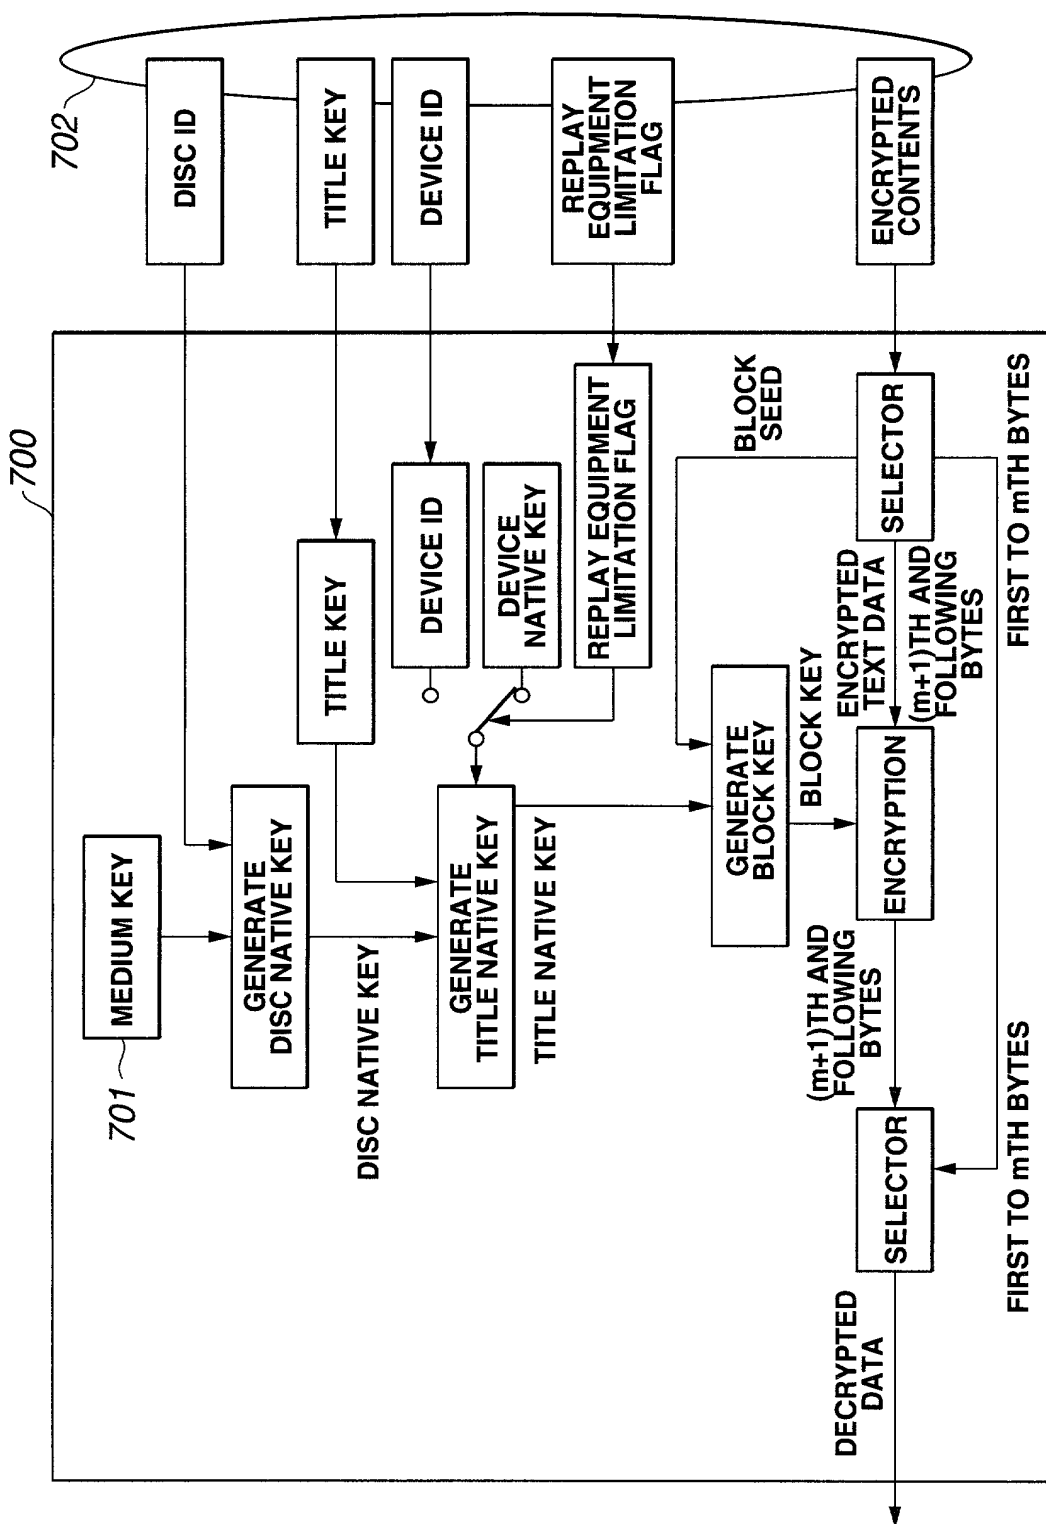 700
702
701
MEDIUM KEY
DISC ID
GENERATE
DISC NATIVE KEY
DISC NATIVE KEY
TITLE KEY
TITLE KEY
DEVICE ID
DEVICE ID
GENERATE
TITLE NATIVE KEY
TITLE NATIVE KEY
DEVICE
NATIVE KEY
REPLAY
EQUIPMENT
LIMITATION
FLAG
REPLAY EQUIPMENT
LIMITATION FLAG
GENERATE
BLOCK KEY
BLOCK KEY
BLOCK
SEED
ENCRYPTED
CONTENTS
SELECTOR
ENCRYPTED
TEXT DATA
(m+1)TH AND
FOLLOWING
BYTES
ENCRYPTION
(m+1)TH AND
FOLLOWING
BYTES
SELECTOR
DECRYPTED
DATA
FIRST TO mTH BYTES
FIRST TO mTH BYTES